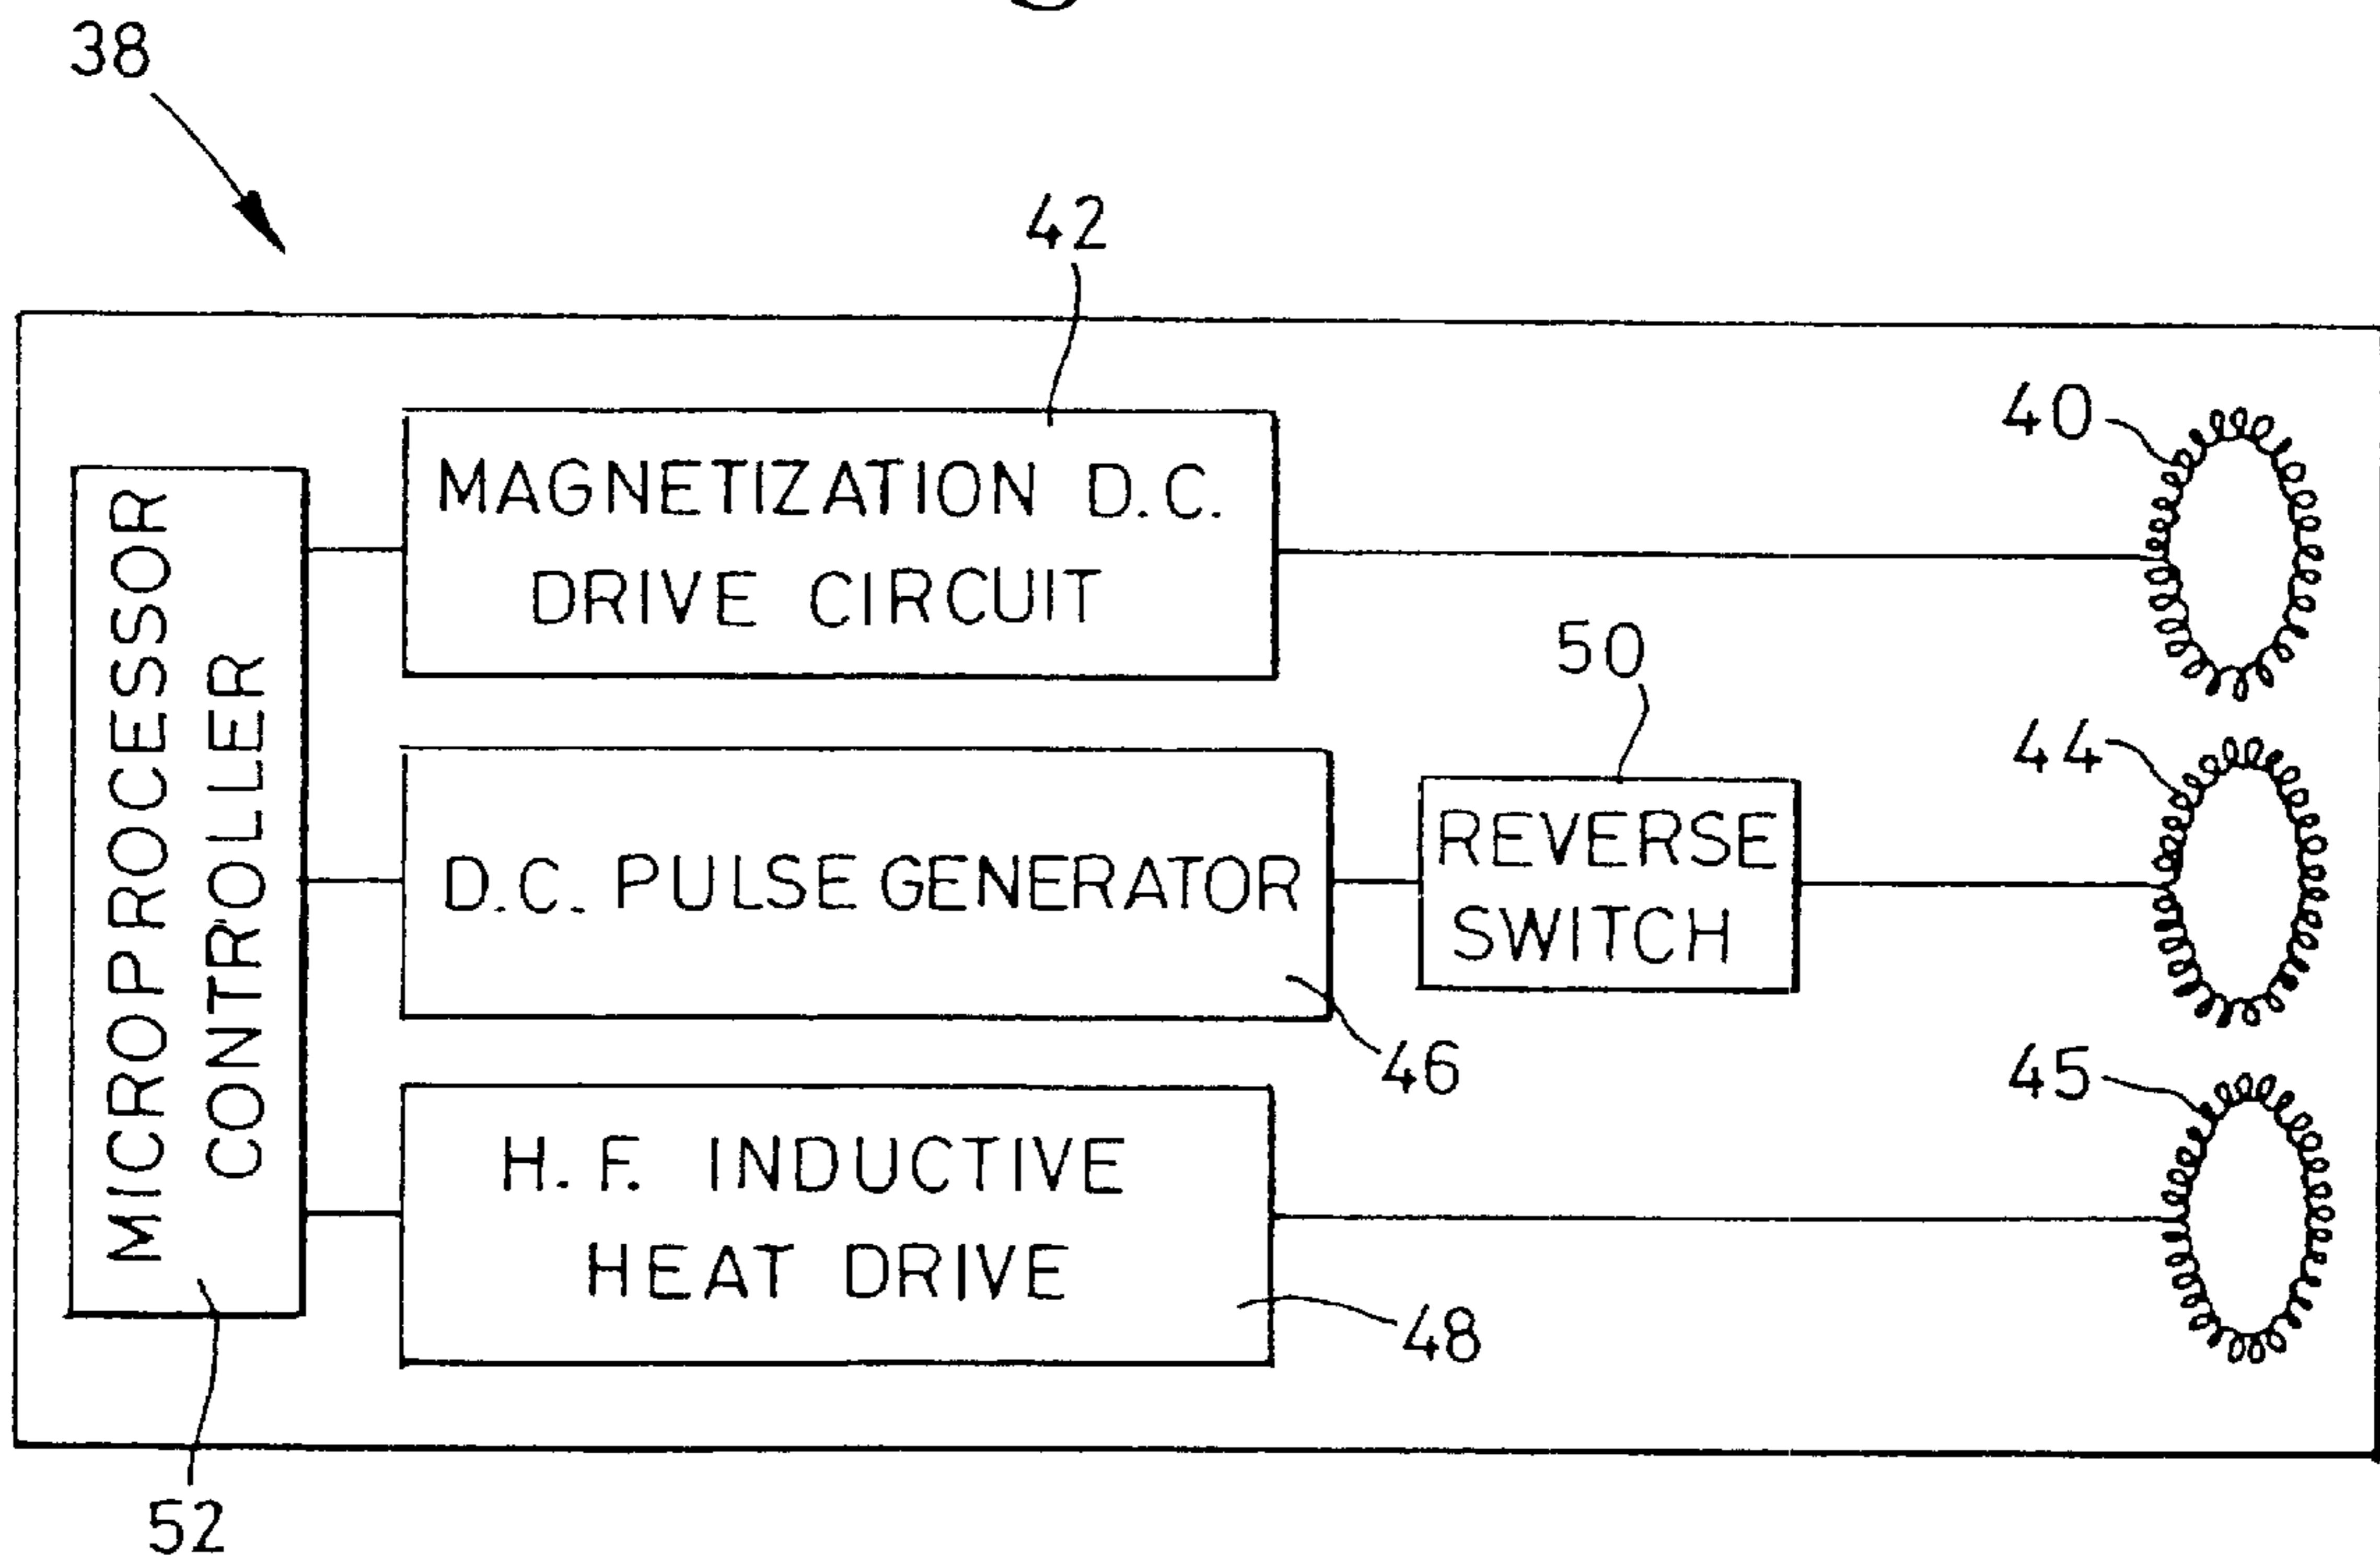 38
42
MAGNETIZATION D.C.
DRIVE CIRCUIT
40
50
44
MICROPROCESSOR
CONTROLLER
D.C. PULSE GENERATOR
REVERSE
SWITCH
46
45
H.F. INDUCTIVE
HEAT DRIVE
48
52